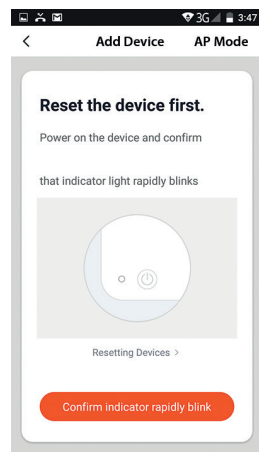 3G 3:47
< Add Device AP Mode
Reset the device first.
Power on the device and confirm
that indicator light rapidly blinks
Resetting Devices >
Confirm indicator rapidly blink